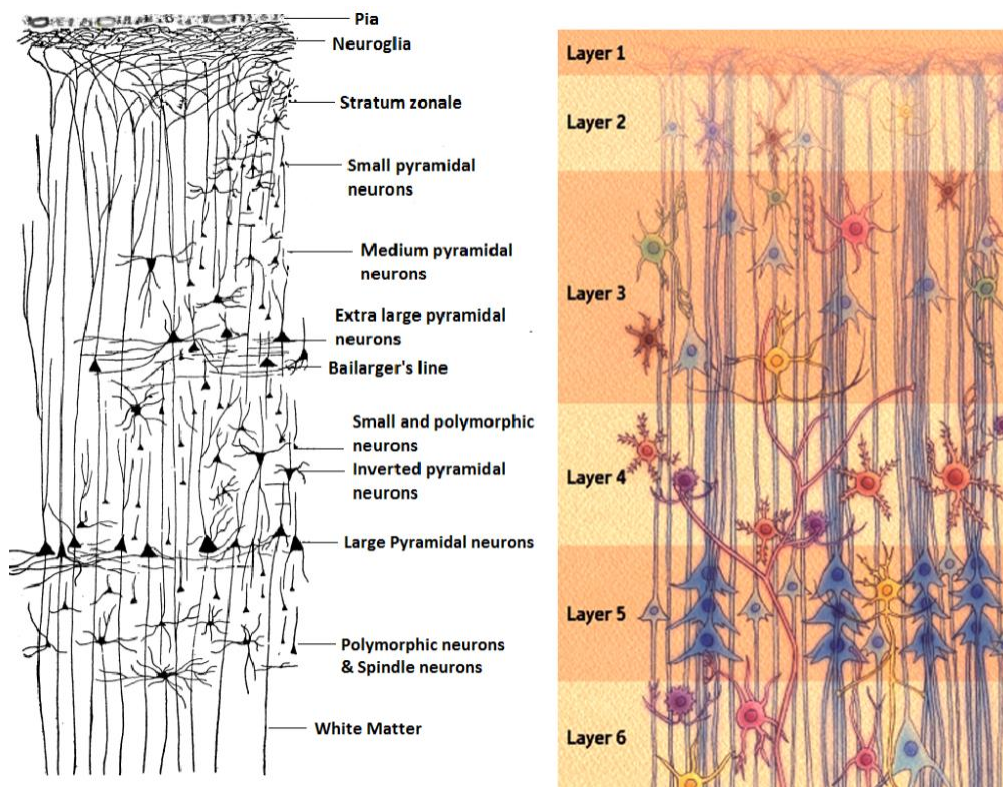 Pia
Neuroglia
Stratum zonale
Small pyramidal
neurons
Medium pyramidal
neurons
Extra large pyramidal
neurons
Bailarger's line
Small and polymorphic
neurons
Inverted pyramidal
neurons
Large Pyramidal neurons
Polymorphic neurons
& Spindle neurons
White Matter
Layer 1
Layer 2
Layer 3
Layer 4
Layer 5
Layer 6